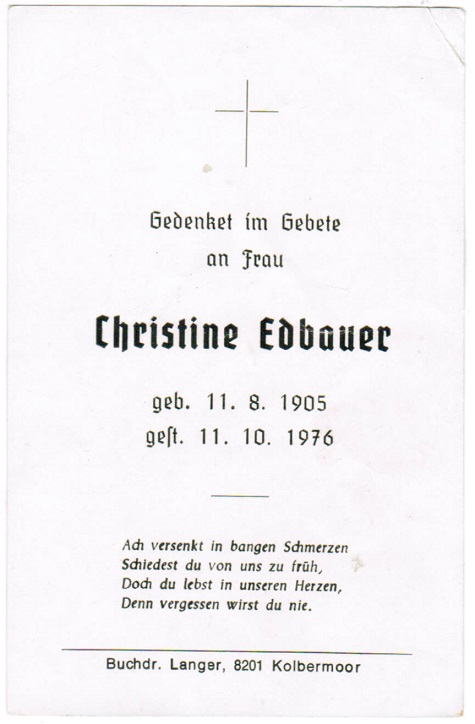 Gedenket im Gebete
an Frau
Christine Edbauer
geb. 11. 8. 1905
gest. 11. 10. 1976
Ach versenkt in bangen Schmerzen
Schiedest du von uns zu früh,
Doch du lebst in unseren Herzen,
Denn vergessen wirst du nie.
Buchdr. Langer, 8201 Kolbermoor